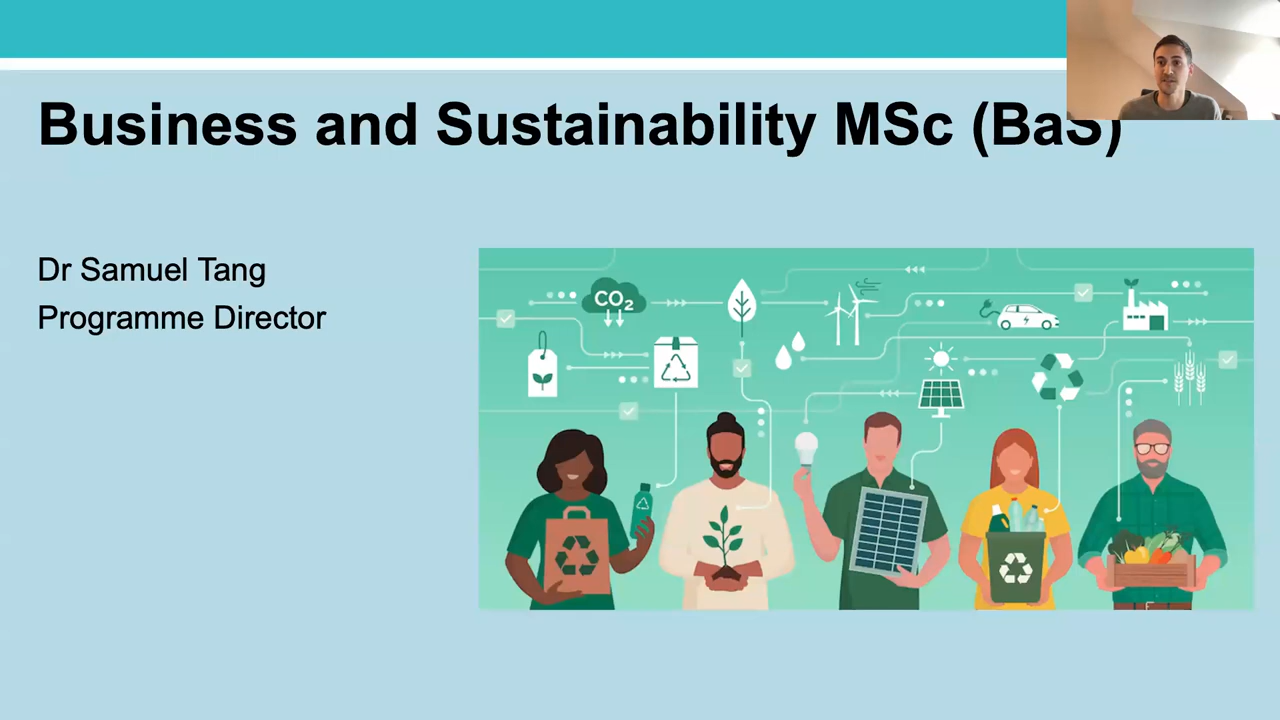 Business and Sustainability MSc (BaS)
Dr Samuel Tang
Programme Director
CO2